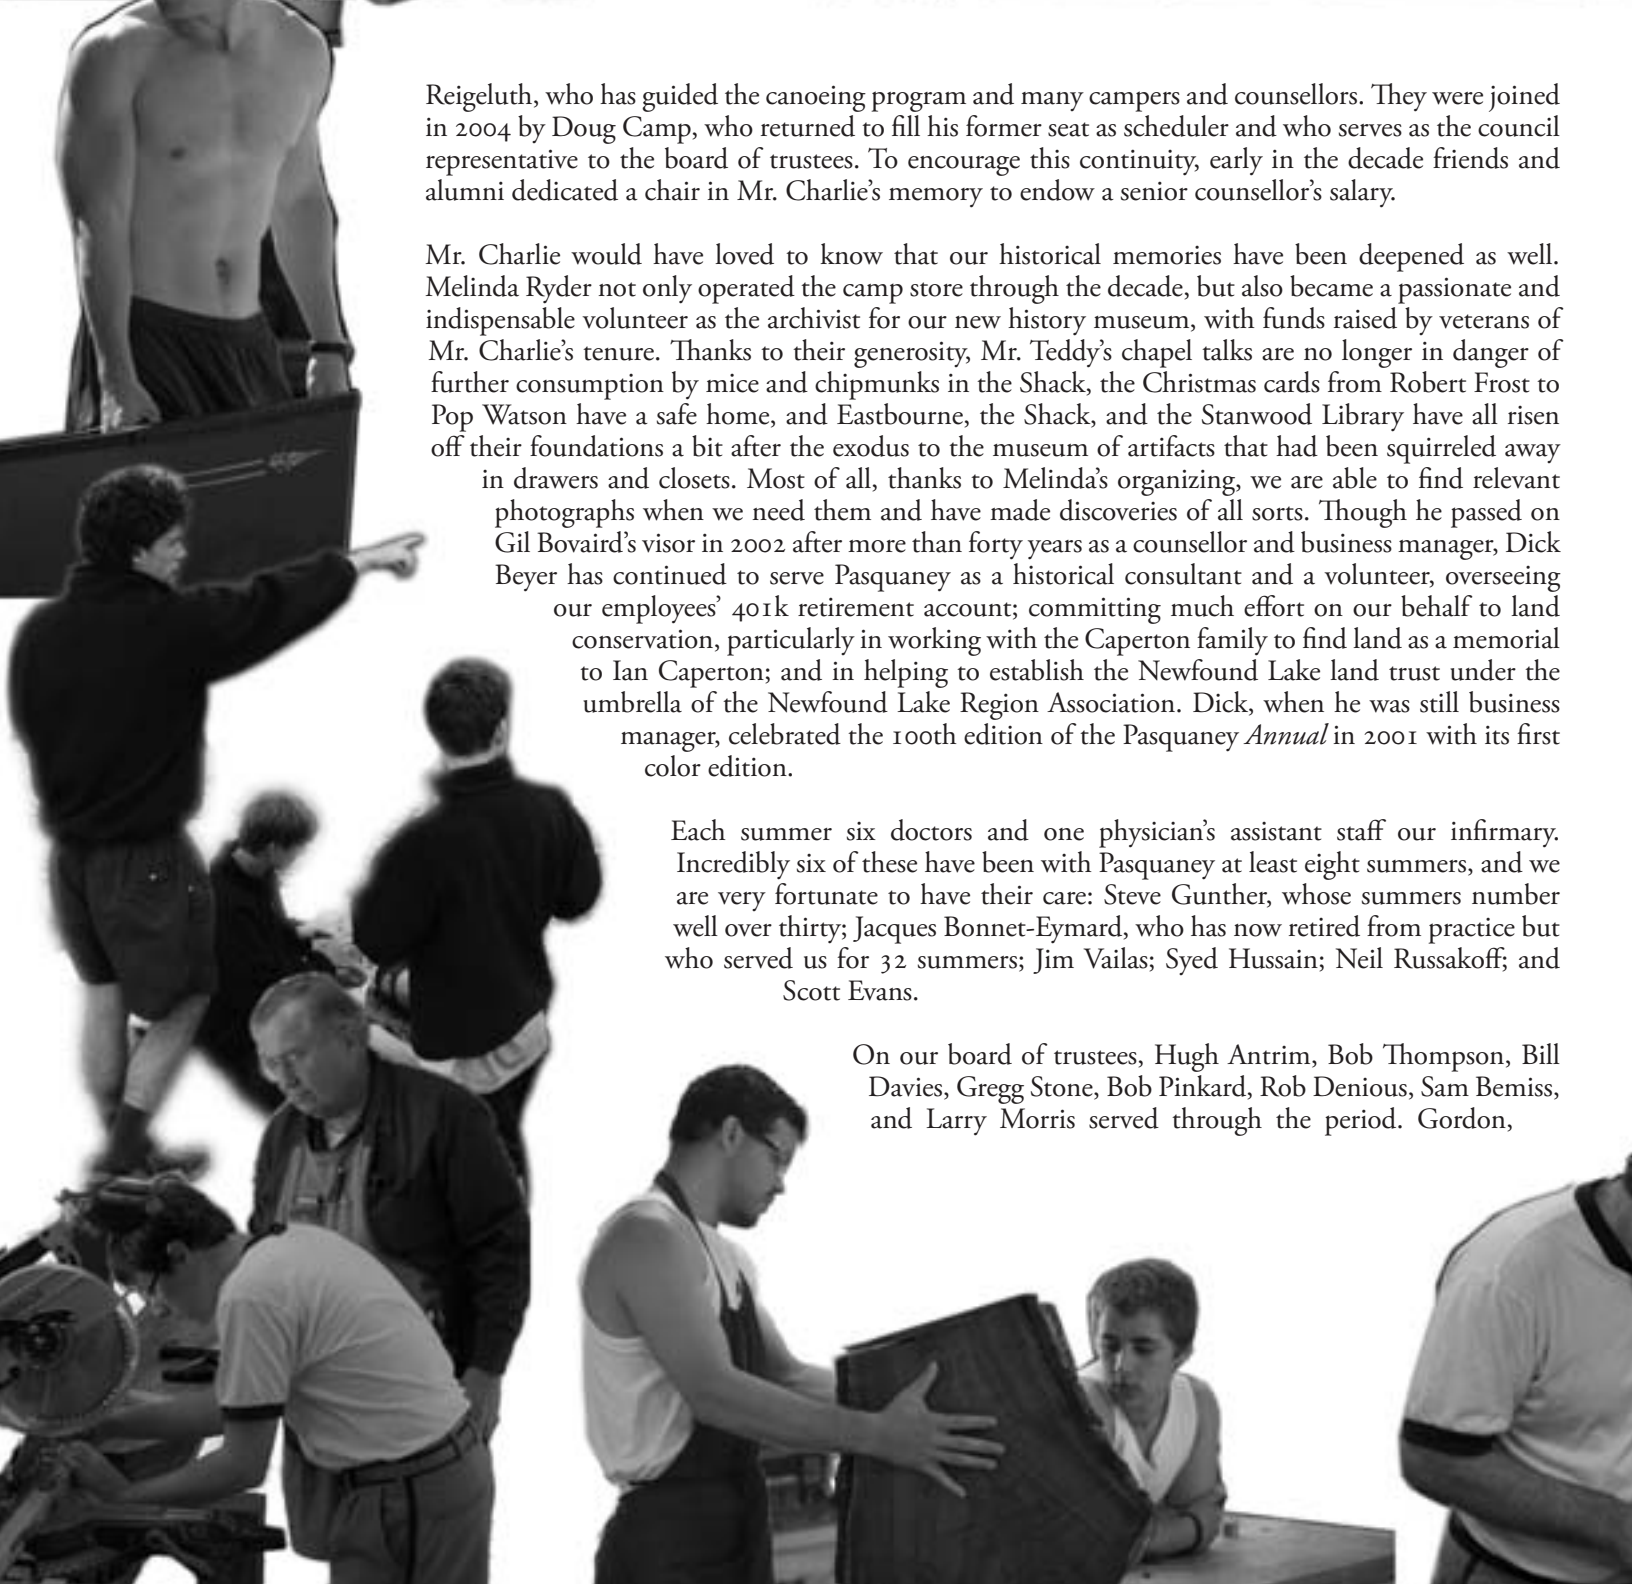 Reigeluth, who has guided the canoeing program and many campers and counsellors. They were joined
in 2004 by Doug Camp, who returned to fill his former seat as scheduler and who serves as the council
representative to the board of trustees. To encourage this continuity, early in the decade friends and
alumni dedicated a chair in Mr. Charlie’s memory to endow a senior counsellor’s salary.
Mr. Charlie would have loved to know that our historical memories have been deepened as well.
Melinda Ryder not only operated the camp store through the decade, but also became a passionate and
indispensable volunteer as the archivist for our new history museum, with funds raised by veterans of
Mr. Charlie’s tenure. Thanks to their generosity, Mr. Teddy’s chapel talks are no longer in danger of
further consumption by mice and chipmunks in the Shack, the Christmas cards from Robert Frost to
Pop Watson have a safe home, and Eastbourne, the Shack, and the Stanwood Library have all risen
off their foundations a bit after the exodus to the museum of artifacts that had been squirreled away
in drawers and closets. Most of all, thanks to Melinda’s organizing, we are able to find relevant
photographs when we need them and have made discoveries of all sorts. Though he passed on
Gil Bovaird’s visor in 2002 after more than forty years as a counsellor and business manager, Dick
Beyer has continued to serve Pasquaney as a historical consultant and a volunteer, overseeing
our employees’ 401k retirement account; committing much effort on our behalf to land
conservation, particularly in working with the Caperton family to find land as a memorial
to Ian Caperton; and in helping to establish the Newfound Lake land trust under the
umbrella of the Newfound Lake Region Association. Dick, when he was still business
manager, celebrated the 100th edition of the Pasquaney Annual in 2001 with its first
color edition.
Each summer six doctors and one physician’s assistant staff our infirmary.
Incredibly six of these have been with Pasquaney at least eight summers, and we
are very fortunate to have their care: Steve Gunther, whose summers number
well over thirty; Jacques Bonnet-Eymard, who has now retired from practice but
who served us for 32 summers; Jim Vailas; Syed Hussain; Neil Russakoff; and
Scott Evans.
On our board of trustees, Hugh Antrim, Bob Thompson, Bill
Davies, Gregg Stone, Bob Pinkard, Rob Denious, Sam Bemiss,
and Larry Morris served through the period. Gordon,